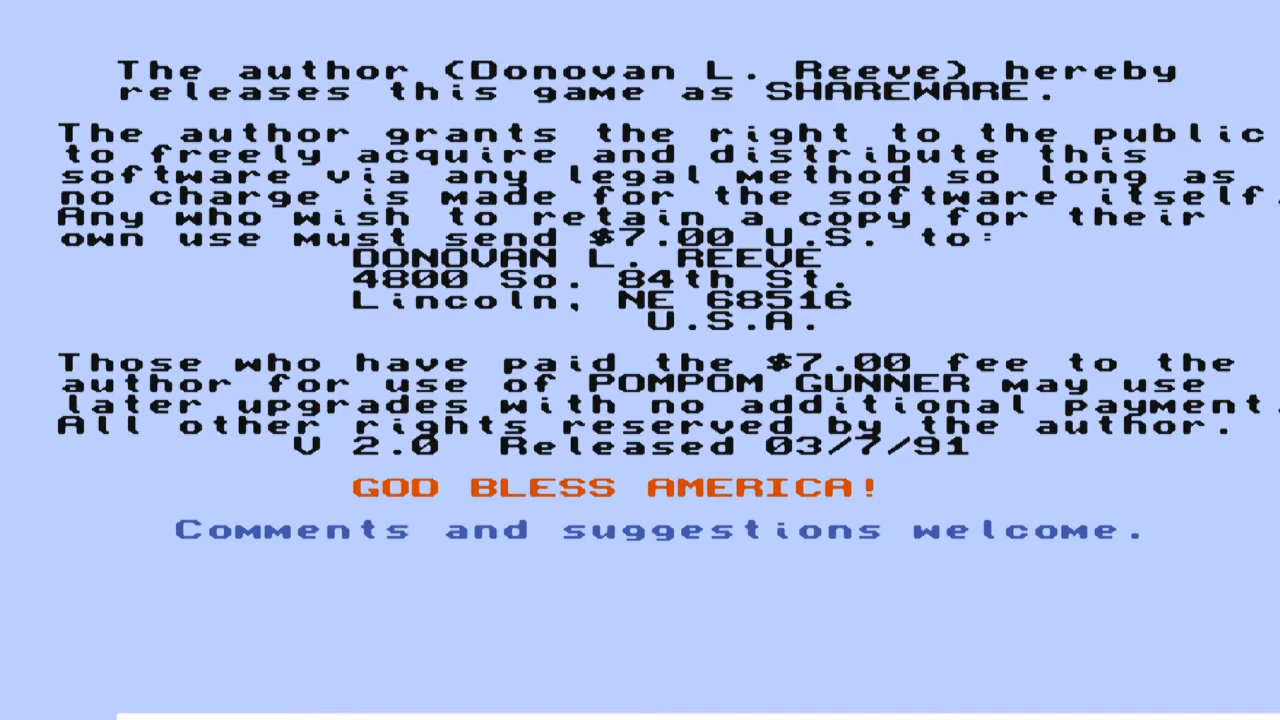 The author (Donovan L. Reeve) hereby
releases this game as SHAREWARE.
The author grants the right to the public
to freely acquire and distribute this
software via any legal method so long as
no charge is made for the software itself.
Any who wish to retain a copy for their
own use must send $7.00 U.S. to:
DONOVAN L. REEVE
4800 So. 84th St.
Lincoln, NE 68516
U.S.A.
Those who have paid the $7.00 fee to the
author for use of POMPOM GUNNER may use
later upgrades with no additional payment.
All other rights reserved by the author.
V 2.0 Released 03/7/91
GOD BLESS AMERICA!
Comments and suggestions welcome.